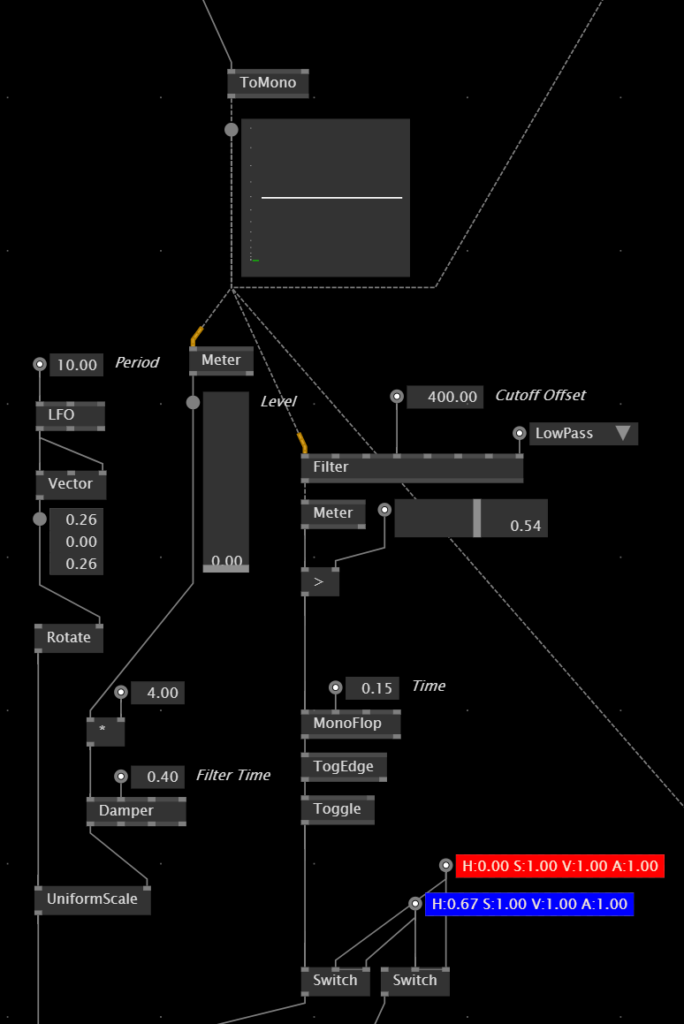 ToMono
Meter
10.00 Period
LFO
Level
400.00 Cutoff Offset
LowPass
Filter
Vector
0.26
0.00
0.26
Meter
0.54
0.00
>
Rotate
4.00
*
0.15 Time
MonoFlop
TogEdge
0.40 Filter Time
Damper
Toggle
H:0.00 S:1.00 V:1.00 A:1.00
UniformScale
H:0.67 S:1.00 V:1.00 A:1.00
Switch
Switch